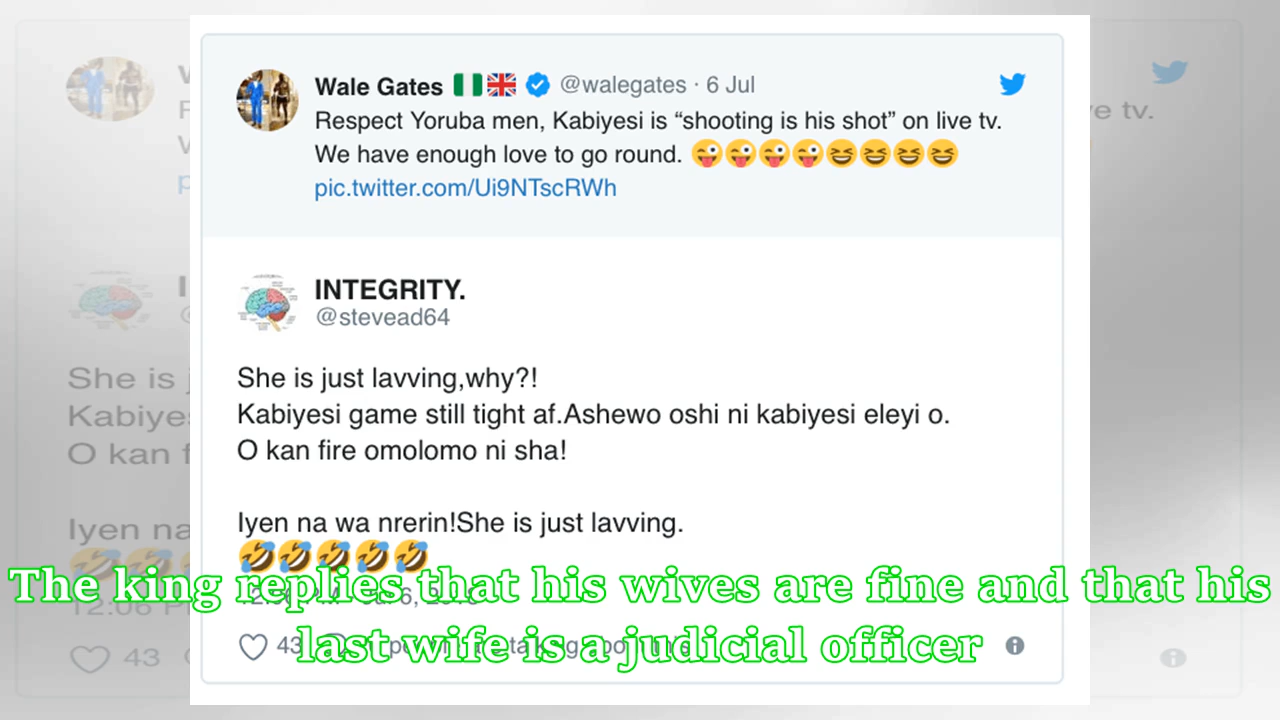 Wale Gates 🇳🇬🇬🇧 @walegates · 6 Jul
Respect Yoruba men, Kabiyesi is “shooting is his shot” on live tv.
We have enough love to go round. 😜😜😜😜😆😆😆😆
pic.twitter.com/Ui9NTscRWh
INTEGRITY.
@stevead64
She is just lavving,why?!
Kabiyesi game still tight af.Ashewo oshi ni kabiyesi eleyi o.
O kan fire omolomo ni sha!
Iyen na wa nrerin!She is just lavving.
🤣🤣🤣🤣🤣
The king replies that his wives are fine and that his
last wife is a judicial officer
43